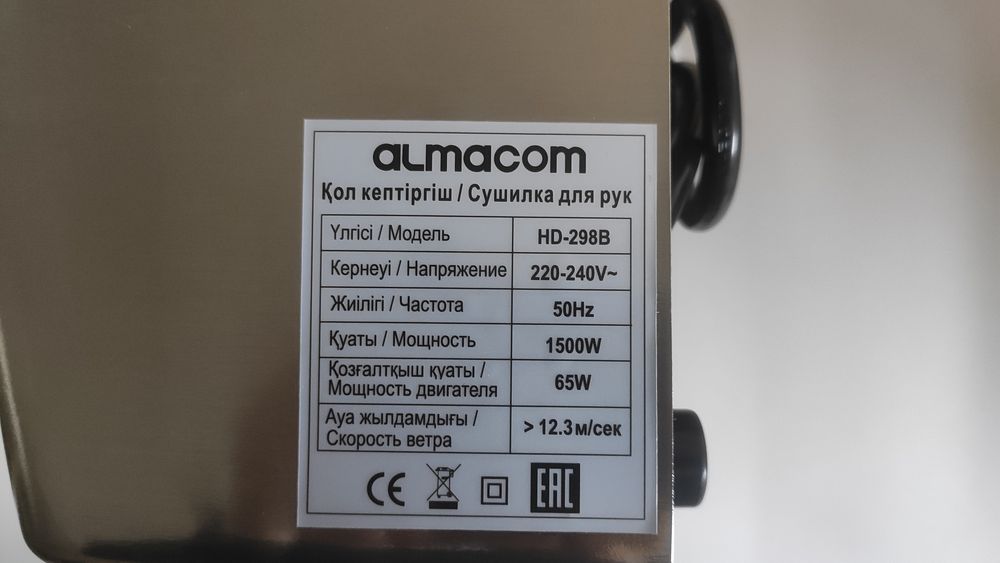 almacom
Қол кептіргіш / Сушилка для рук
Үлгісі / Модель HD-298B
Кернеуі / Напряжение 220-240V~
Жиілігі / Частота 50Hz
Қуаты / Мощность 1500W
Қозғалтқыш қуаты /
Мощность двигателя 65W
Ауа жылдамдығы /
Скорость ветра > 12.3 м/сек
CE EAC